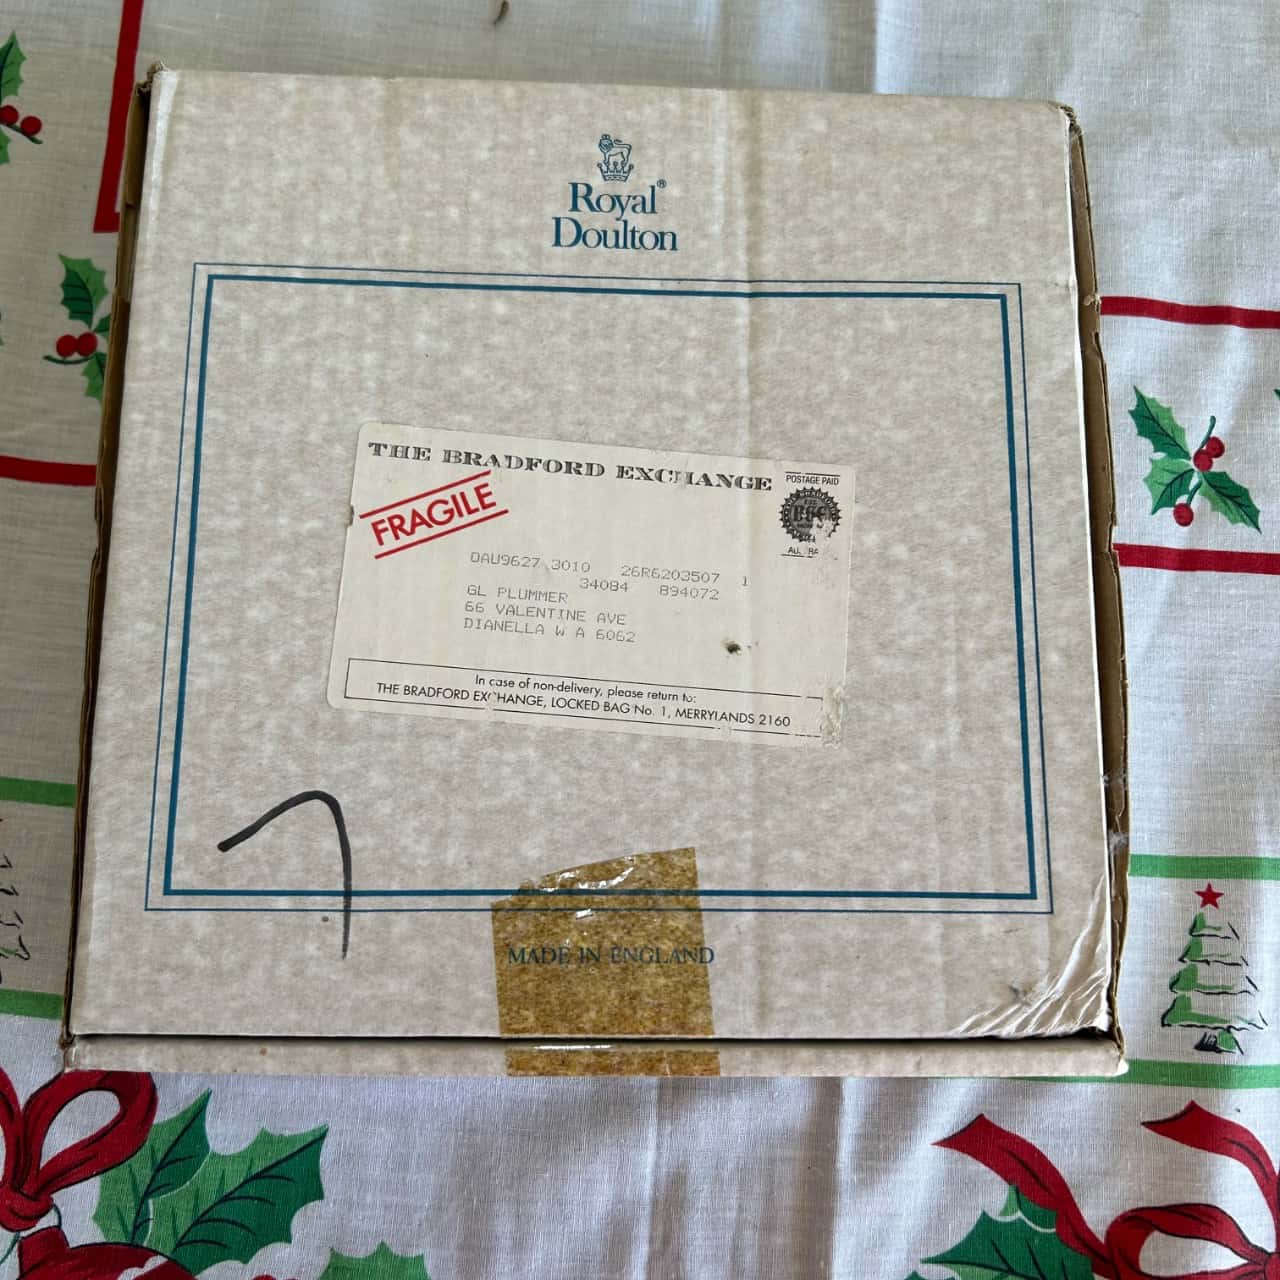 Royal®
Doulton
THE BRADFORD EXCHANGE
FRAGILE
POSTAGE PAID
OAU9627 3010 26R6203507 1
34084 894072
GL PLUMMER
66 VALENTINE AVE
DIANELLA W A 6062
In case of non-delivery, please return to:
THE BRADFORD EXCHANGE, LOCKED BAG No. 1, MERRYLANDS 2160
MADE IN ENGLAND